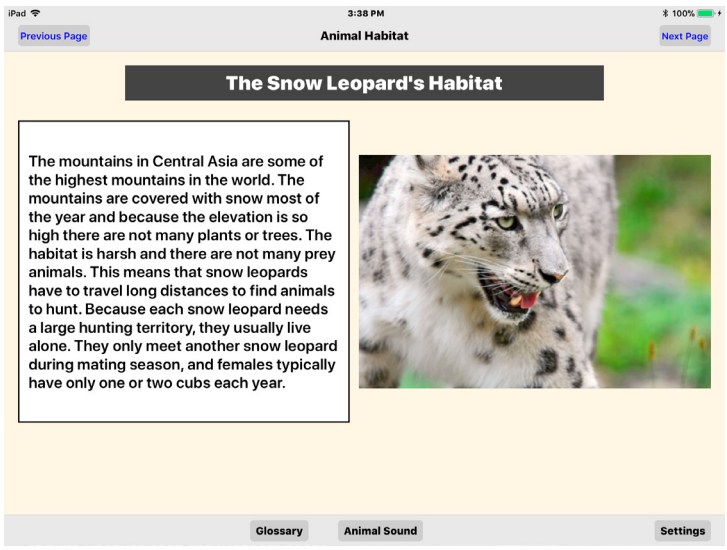 iPad
3:38 PM
100%
Previous Page
Animal Habitat
Next Page
The Snow Leopard's Habitat
The mountains in Central Asia are some of
the highest mountains in the world. The
mountains are covered with snow most of
the year and because the elevation is so
high there are not many plants or trees. The
habitat is harsh and there are not many prey
animals. This means that snow leopards
have to travel long distances to find animals
to hunt. Because each snow leopard needs
a large hunting territory, they usually live
alone. They only meet another snow leopard
during mating season, and females typically
have only one or two cubs each year.
Glossary
Animal Sound
Settings